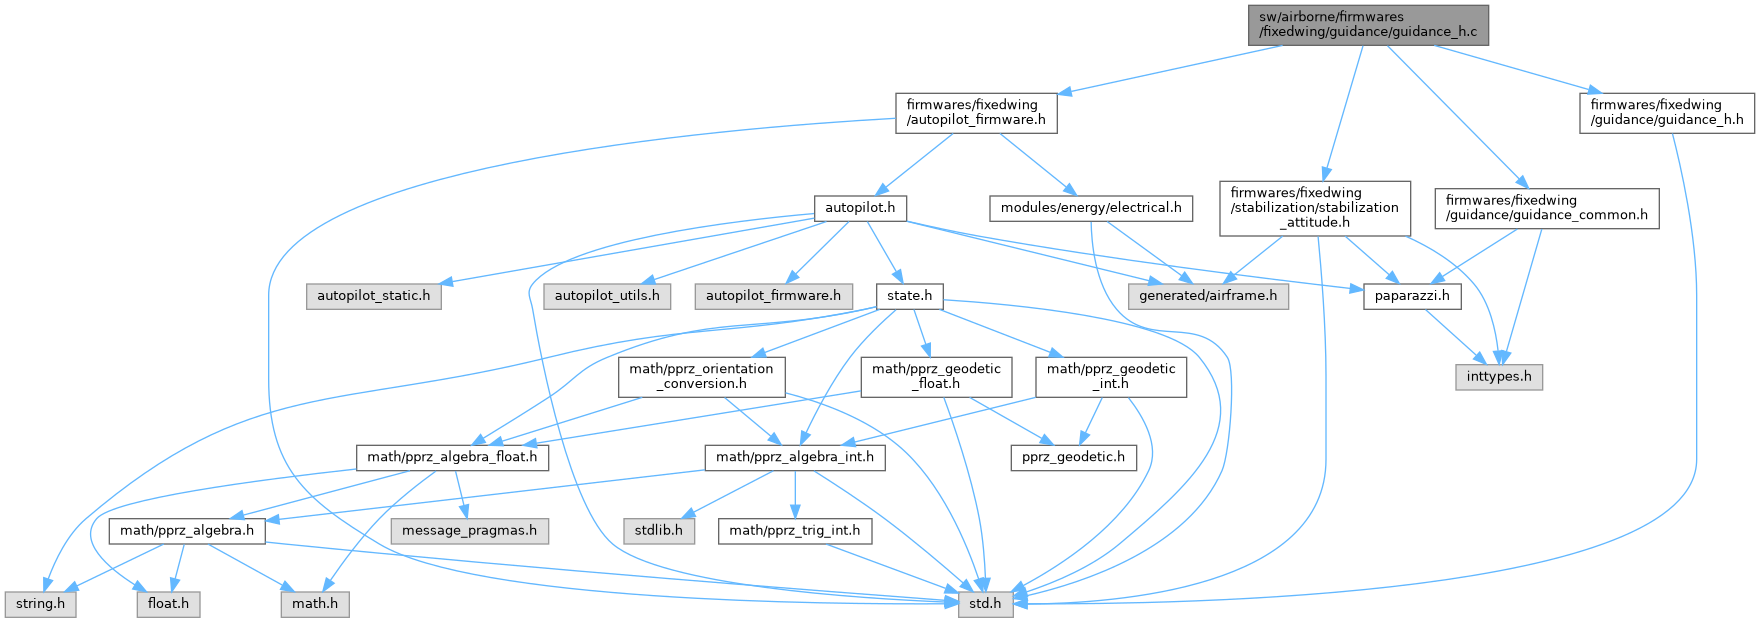 sw/airborne/firmwares
/fixedwing/guidance/guidance_h.c
firmwares/fixedwing
/autopilot_firmware.h
firmwares/fixedwing
/guidance/guidance_h.h
autopilot.h
modules/energy/electrical.h
firmwares/fixedwing
/stabilization/stabilization
_attitude.h
firmwares/fixedwing
/guidance/guidance_common.h
autopilot_static.h
autopilot_utils.h
autopilot_firmware.h
state.h
generated/airframe.h
paparazzi.h
math/pprz_orientation
_conversion.h
math/pprz_geodetic
_float.h
math/pprz_geodetic
_int.h
inttypes.h
math/pprz_algebra_float.h
math/pprz_algebra_int.h
pprz_geodetic.h
math/pprz_algebra.h
message_pragmas.h
stdlib.h
math/pprz_trig_int.h
string.h
float.h
math.h
std.h